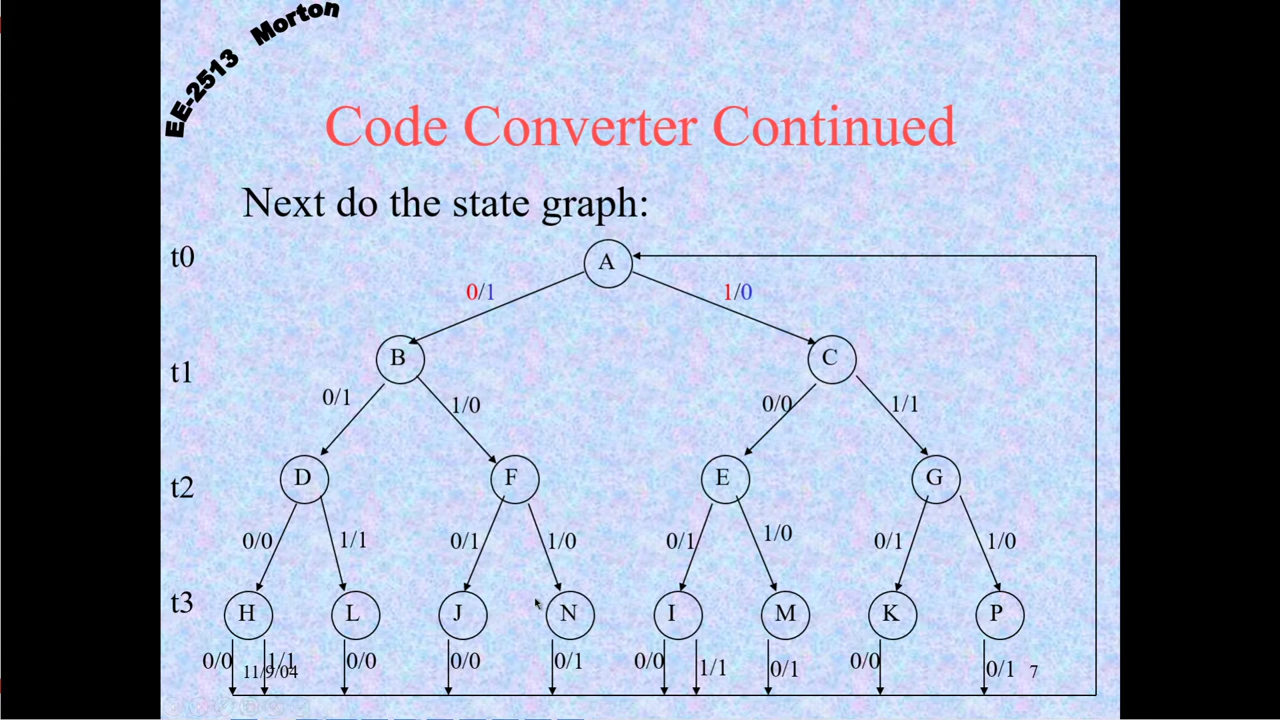 EE-2513 Morton
Code Converter Continued
Next do the state graph:
t0
A
0/1
1/0
B
C
t1
0/1
1/0
0/0
1/1
D
F
E
G
t2
0/0
1/1
0/1
1/0
0/1
1/0
0/1
1/0
t3
H
L
J
N
I
M
K
P
0/0
1/1
0/0
0/0
0/1
0/0
1/1
0/1
0/0
0/1
11/9/04
7